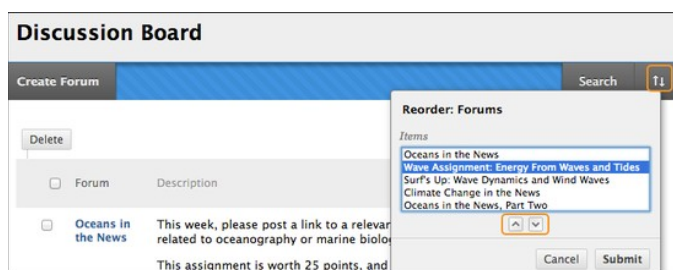 Discussion Board
Create Forum
Search
Reorder: Forums
Items
Oceans in the News
Wave Assignment: Energy From Waves and Tides
Surf's Up: Wave Dynamics and Wind Waves
Climate Change in the News
Oceans in the News, Part Two
Cancel Submit
Delete
Forum Description
Oceans in the News
This week, please post a link to a relevan
related to oceanography or marine biolog
This assignment is worth 25 points, and